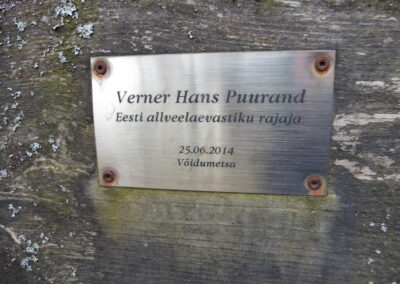 Verner Hans Puurand
Eesti allveelaevastiku rajaja
25.06.2014
Võidumetsa